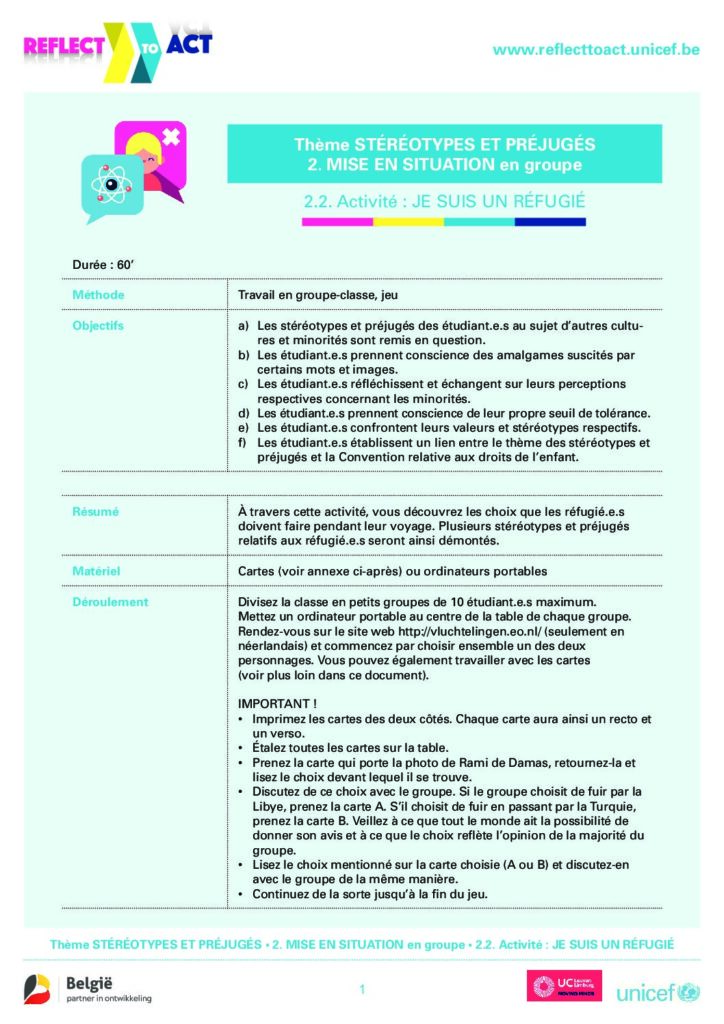 REFLECT TO ACT
www.reflecttoact.unicef.be
Thème STÉRÉOTYPES ET PRÉJUGÉS
2. MISE EN SITUATION en groupe
2.2. Activité : JE SUIS UN RÉFUGIÉ
Durée : 60’
Méthode
Travail en groupe-classe, jeu
Objectifs
a) Les stéréotypes et préjugés des étudiant.e.s au sujet d’autres cultu-
res et minorités sont remis en question.
b) Les étudiant.e.s prennent conscience des amalgames suscités par
certains mots et images.
c) Les étudiant.e.s réfléchissent et échangent sur leurs perceptions
respectives concernant les minorités.
d) Les étudiant.e.s prennent conscience de leur propre seuil de tolérance.
e) Les étudiant.e.s confrontent leurs valeurs et stéréotypes respectifs.
f) Les étudiant.e.s établissent un lien entre le thème des stéréotypes et
préjugés et la Convention relative aux droits de l’enfant.
Résumé
À travers cette activité, vous découvrez les choix que les réfugié.e.s
doivent faire pendant leur voyage. Plusieurs stéréotypes et préjugés
relatifs aux réfugié.e.s seront ainsi démontés.
Matériel
Cartes (voir annexe ci-après) ou ordinateurs portables
Déroulement
Divisez la classe en petits groupes de 10 étudiant.e.s maximum.
Mettez un ordinateur portable au centre de la table de chaque groupe.
Rendez-vous sur le site web http://vluchtelingen.eo.nl/ (seulement en
néerlandais) et commencez par choisir ensemble un des deux
personnages. Vous pouvez également travailler avec les cartes
(voir plus loin dans ce document).
IMPORTANT !
• Imprimez les cartes des deux côtés. Chaque carte aura ainsi un recto et
un verso.
• Étalez toutes les cartes sur la table.
• Prenez la carte qui porte la photo de Rami de Damas, retournez-la et
lisez le choix devant lequel il se trouve.
• Discutez de ce choix avec le groupe. Si le groupe choisit de fuir par la
Libye, prenez la carte A. S’il choisit de fuir en passant par la Turquie,
prenez la carte B. Veillez à ce que tout le monde ait la possibilité de
donner son avis et à ce que le choix reflète l’opinion de la majorité du
groupe.
• Lisez le choix mentionné sur la carte choisie (A ou B) et discutez-en
avec le groupe de la même manière.
• Continuez de la sorte jusqu’à la fin du jeu.
Thème STÉRÉOTYPES ET PRÉJUGÉS • 2. MISE EN SITUATION en groupe • 2.2. Activité : JE SUIS UN RÉFUGIÉ
België
partner in ontwikkeling
1
UC Leuven
Limburg
unicef